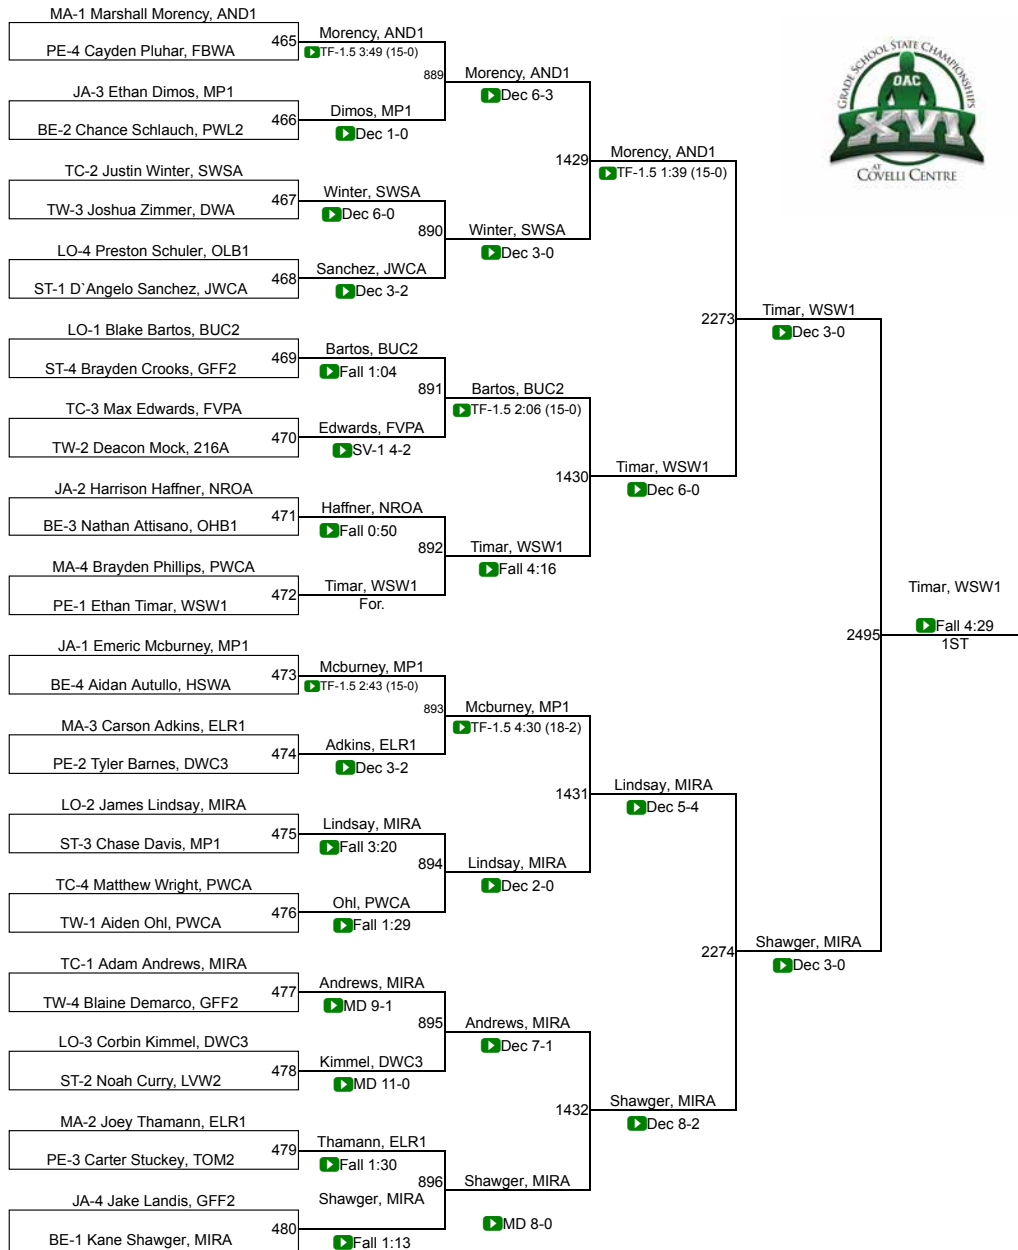 MA-1 Marshall Morency, AND1
465
PE-4 Cayden Pluhar, FBWA
Morency, AND1
TF-1.5 3:49 (15-0)
889
JA-3 Ethan Dimos, MP1
466
BE-2 Chance Schlauch, PWL2
Dimos, MP1
Dec 1-0
Morency, AND1
Dec 6-3
1429
TC-2 Justin Winter, SWSA
467
TW-3 Joshua Zimmer, DWA
Winter, SWSA
Dec 6-0
890
LO-4 Preston Schuler, OLB1
468
ST-1 D`Angelo Sanchez, JWCA
Sanchez, JWCA
Dec 3-2
Winter, SWSA
Dec 3-0
Morency, AND1
TF-1.5 1:39 (15-0)
2273
LO-1 Blake Bartos, BUC2
469
ST-4 Brayden Crooks, GFF2
Bartos, BUC2
Fall 1:04
891
TC-3 Max Edwards, FVPA
470
TW-2 Deacon Mock, 216A
Edwards, FVPA
SV-1 4-2
Bartos, BUC2
TF-1.5 2:06 (15-0)
1430
JA-2 Harrison Haffner, NROA
471
BE-3 Nathan Attisano, OHB1
Haffner, NROA
Fall 0:50
892
MA-4 Brayden Phillips, PWCA
472
PE-1 Ethan Timar, WSW1
Timar, WSW1
For.
Timar, WSW1
Fall 4:16
Timar, WSW1
Dec 6-0
Timar, WSW1
Dec 3-0
2495
Timar, WSW1
Fall 4:29
1ST
JA-1 Emeric Mcburney, MP1
473
BE-4 Aidan Autullo, HSWA
Mcburney, MP1
TF-1.5 2:43 (15-0)
893
MA-3 Carson Adkins, ELR1
474
PE-2 Tyler Barnes, DWC3
Adkins, ELR1
Dec 3-2
Mcburney, MP1
TF-1.5 4:30 (18-2)
1431
LO-2 James Lindsay, MIRA
475
ST-3 Chase Davis, MP1
Lindsay, MIRA
Fall 3:20
894
TC-4 Matthew Wright, PWCA
476
TW-1 Aiden Ohl, PWCA
Ohl, PWCA
Fall 1:29
Lindsay, MIRA
Dec 2-0
Lindsay, MIRA
Dec 5-4
2274
TC-1 Adam Andrews, MIRA
477
TW-4 Blaine Demarco, GFF2
Andrews, MIRA
MD 9-1
895
LO-3 Corbin Kimmel, DWC3
478
ST-2 Noah Curry, LVW2
Kimmel, DWC3
MD 11-0
Andrews, MIRA
Dec 7-1
1432
MA-2 Joey Thamann, ELR1
479
PE-3 Carter Stuckey, TOM2
Thamann, ELR1
Fall 1:30
896
JA-4 Jake Landis, GFF2
480
BE-1 Kane Shawger, MIRA
Shawger, MIRA
Fall 1:13
Shawger, MIRA
MD 8-0
Shawger, MIRA
Dec 8-2
Shawger, MIRA
Dec 3-0
GRADE SCHOOL STATE CHAMPIONSHIPS
OAC
XVI
AT
COVELLI CENTRE